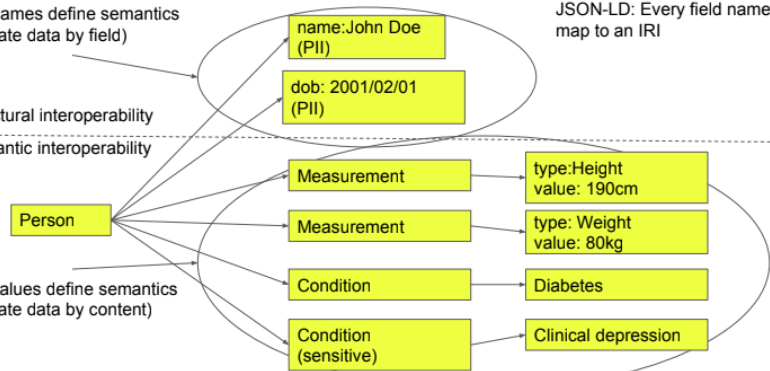 ames define semantics
ate data by field)
name:John Doe
(PII)
JSON-LD: Every field name
map to an IRI
dob: 2001/02/01
(PII)
tural interoperability
antic interoperability
Measurement
type:Height
value: 190cm
Person
Measurement
type: Weight
value: 80kg
alues define semantics
ate data by content)
Condition
Diabetes
Condition
(sensitive)
Clinical depression